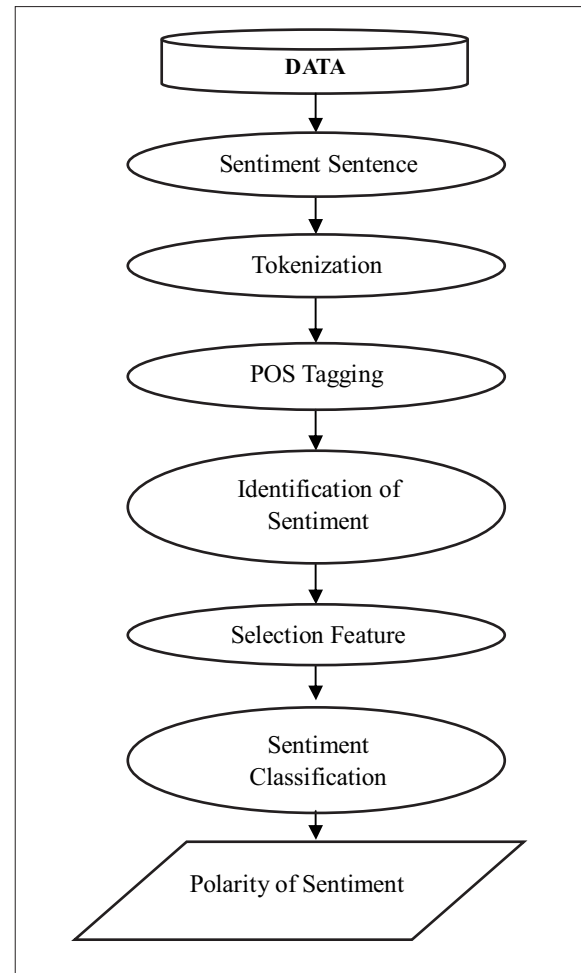 DATA
Sentiment Sentence
Tokenization
POS Tagging
Identification of
Sentiment
Selection Feature
Sentiment
Classification
Polarity of Sentiment